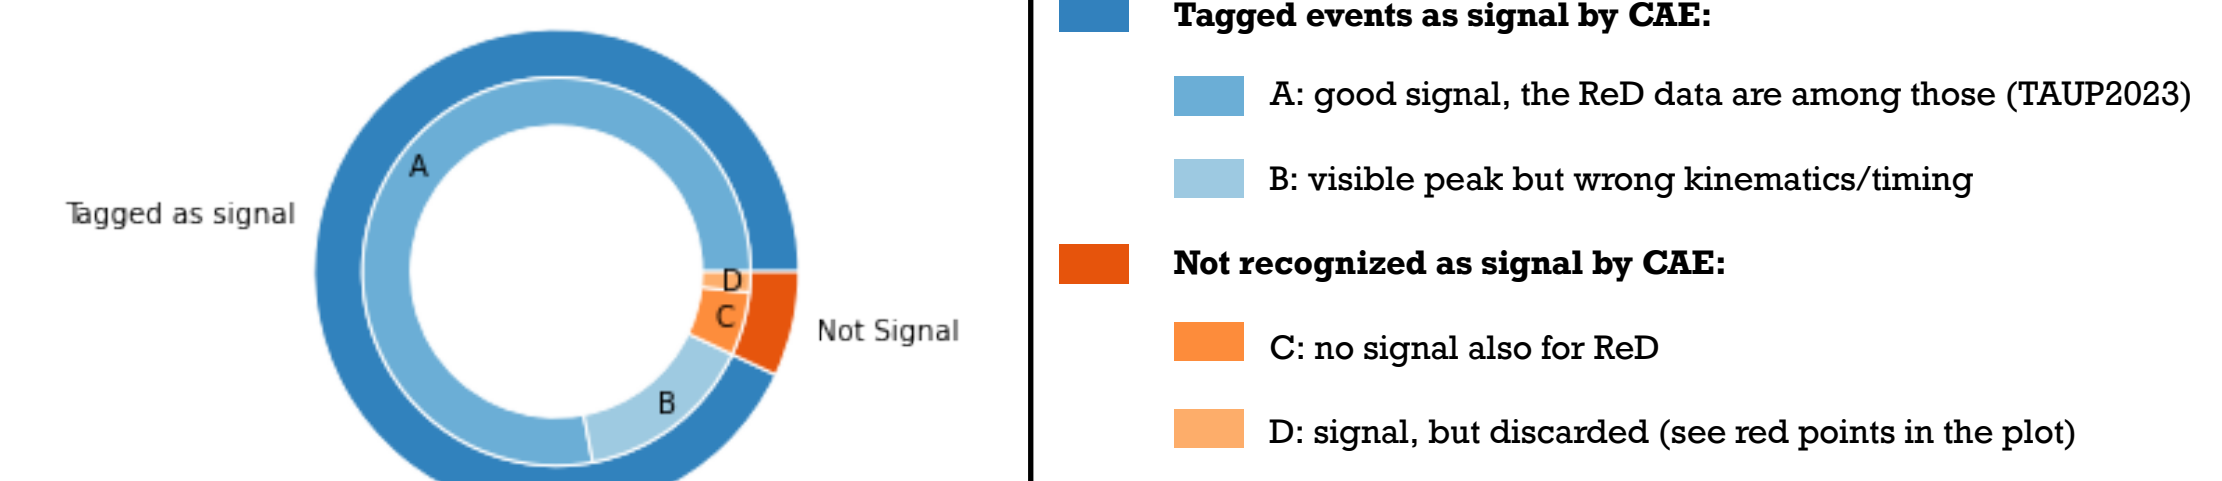 Tagged events as signal by CAE:
A: good signal, the ReD data are among those (TAUP2023)
B: visible peak but wrong kinematics/timing
Not recognized as signal by CAE:
C: no signal also for ReD
D: signal, but discarded (see red points in the plot)
A
Tagged as signal
D
C
Not Signal
B